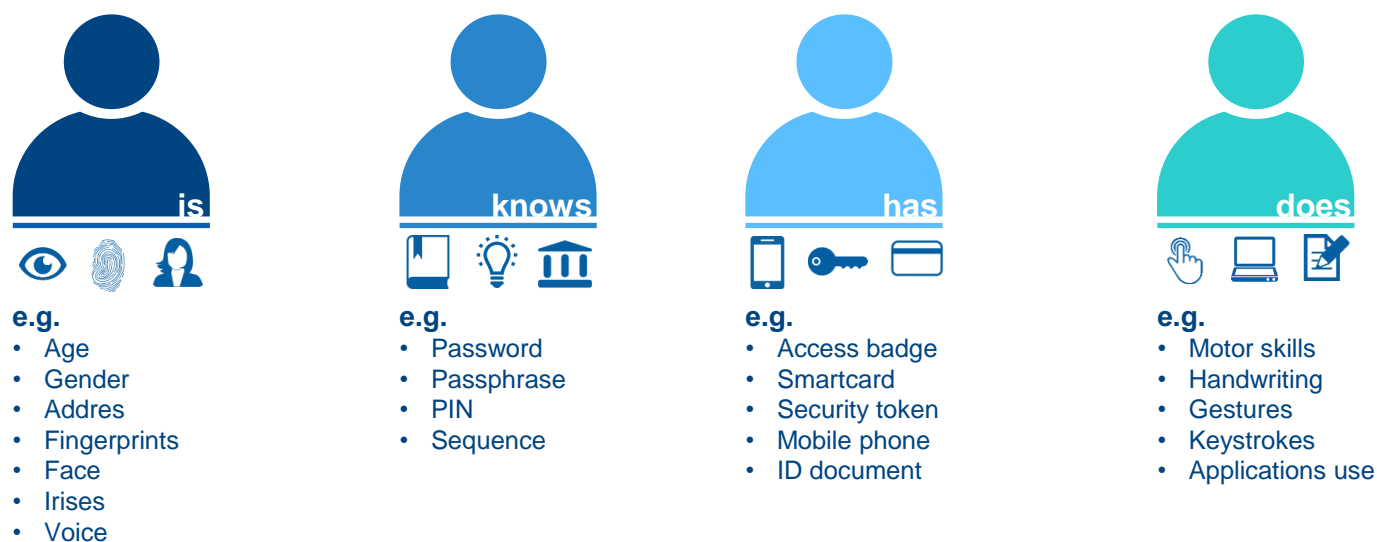 is
e.g.
• Age
• Gender
• Addres
• Fingerprints
• Face
• Irises
• Voice
knows
e.g.
• Password
• Passphrase
• PIN
• Sequence
has
e.g.
• Access badge
• Smartcard
• Security token
• Mobile phone
• ID document
does
e.g.
• Motor skills
• Handwriting
• Gestures
• Keystrokes
• Applications use